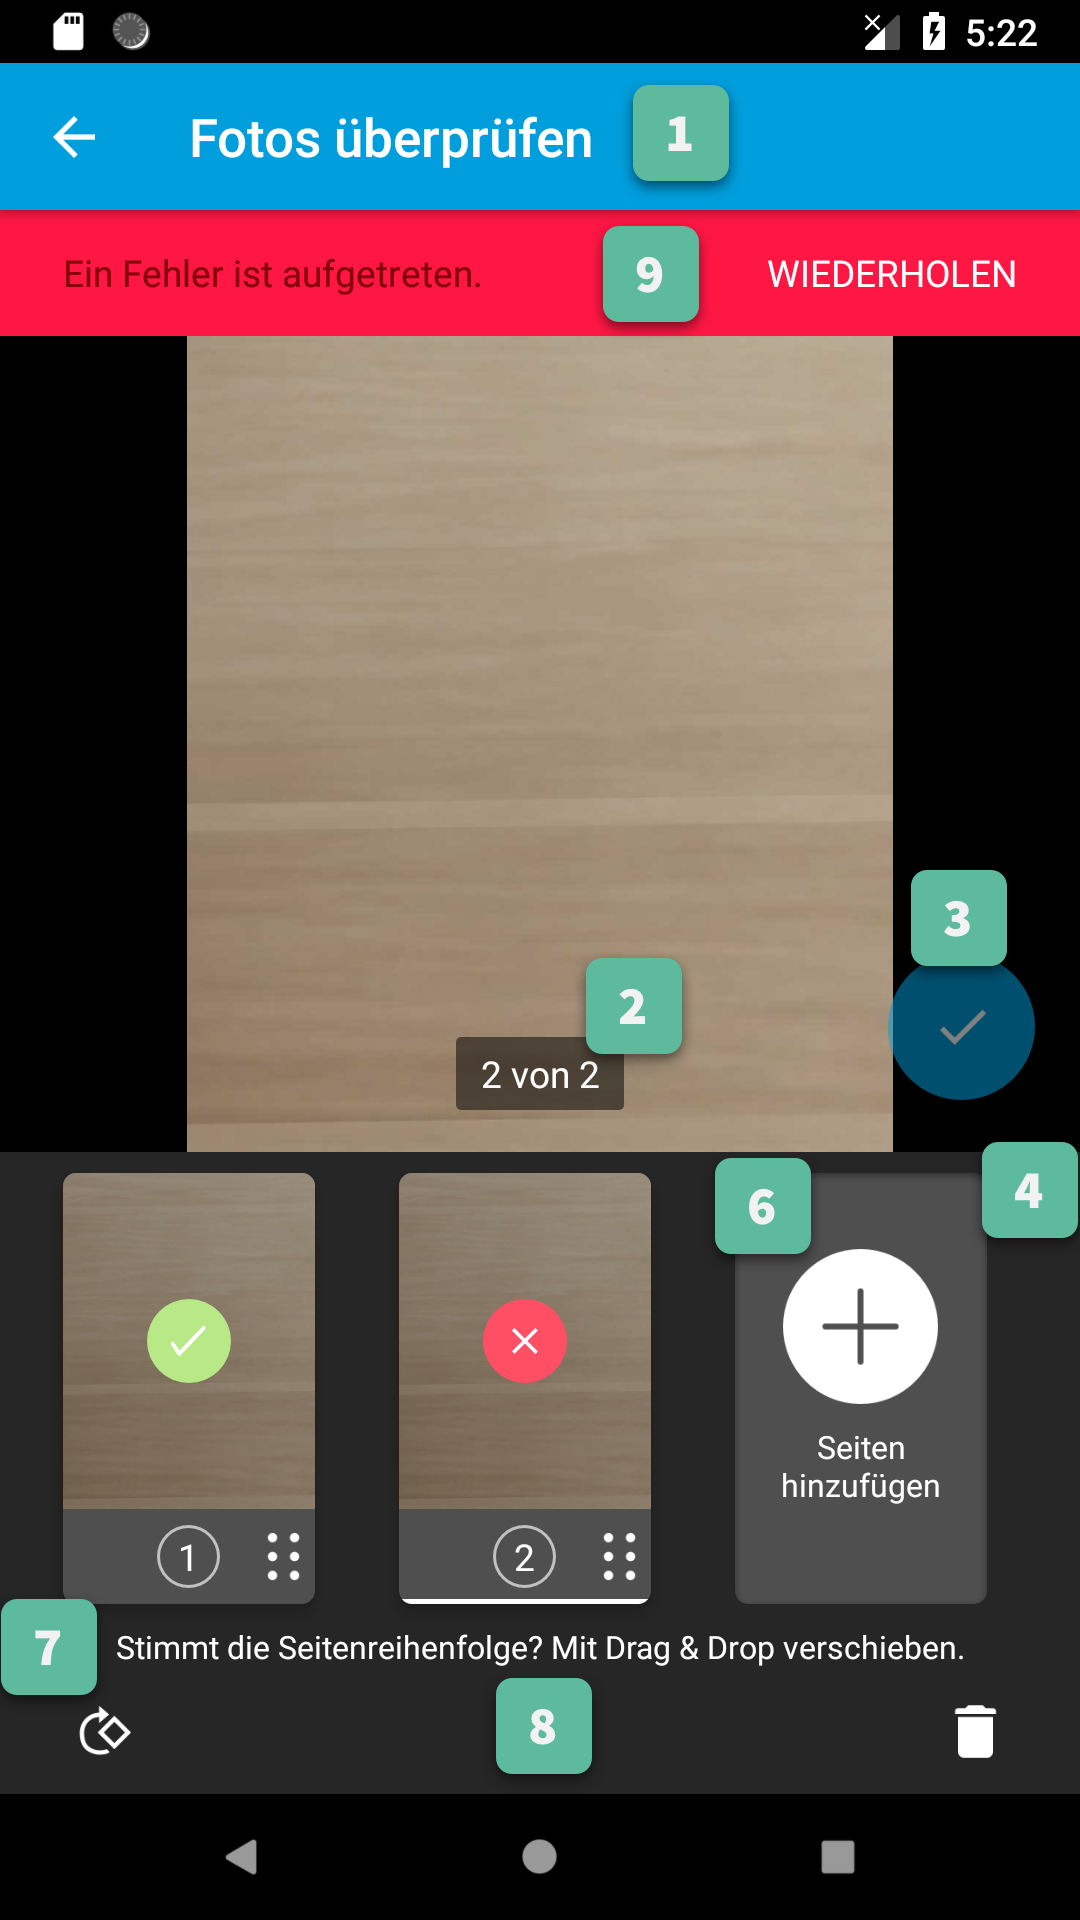 5:22
Fotos überprüfen
1
Ein Fehler ist aufgetreten.
9
WIEDERHOLEN
3
2
2 von 2
6
4
Seiten
hinzufügen
1
2
7
Stimmt die Seitenreihenfolge? Mit Drag & Drop verschieben.
8